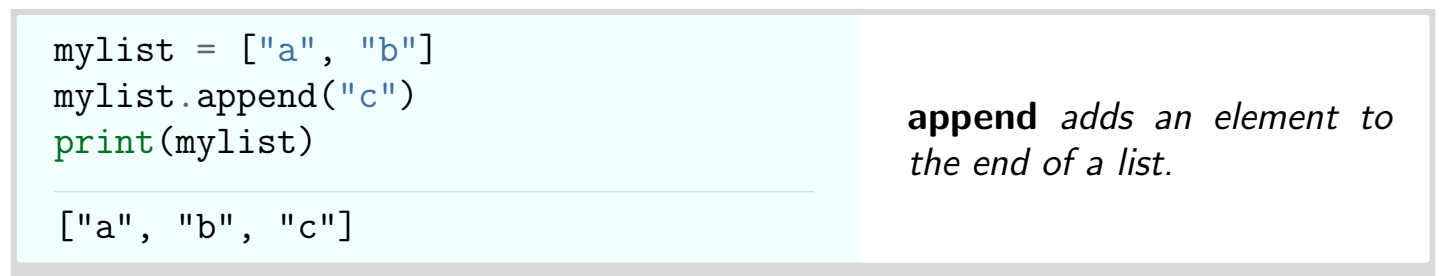 mylist = ["a", "b"]
mylist.append("c")
print(mylist)
["a", "b", "c"]
append adds an element to
the end of a list.